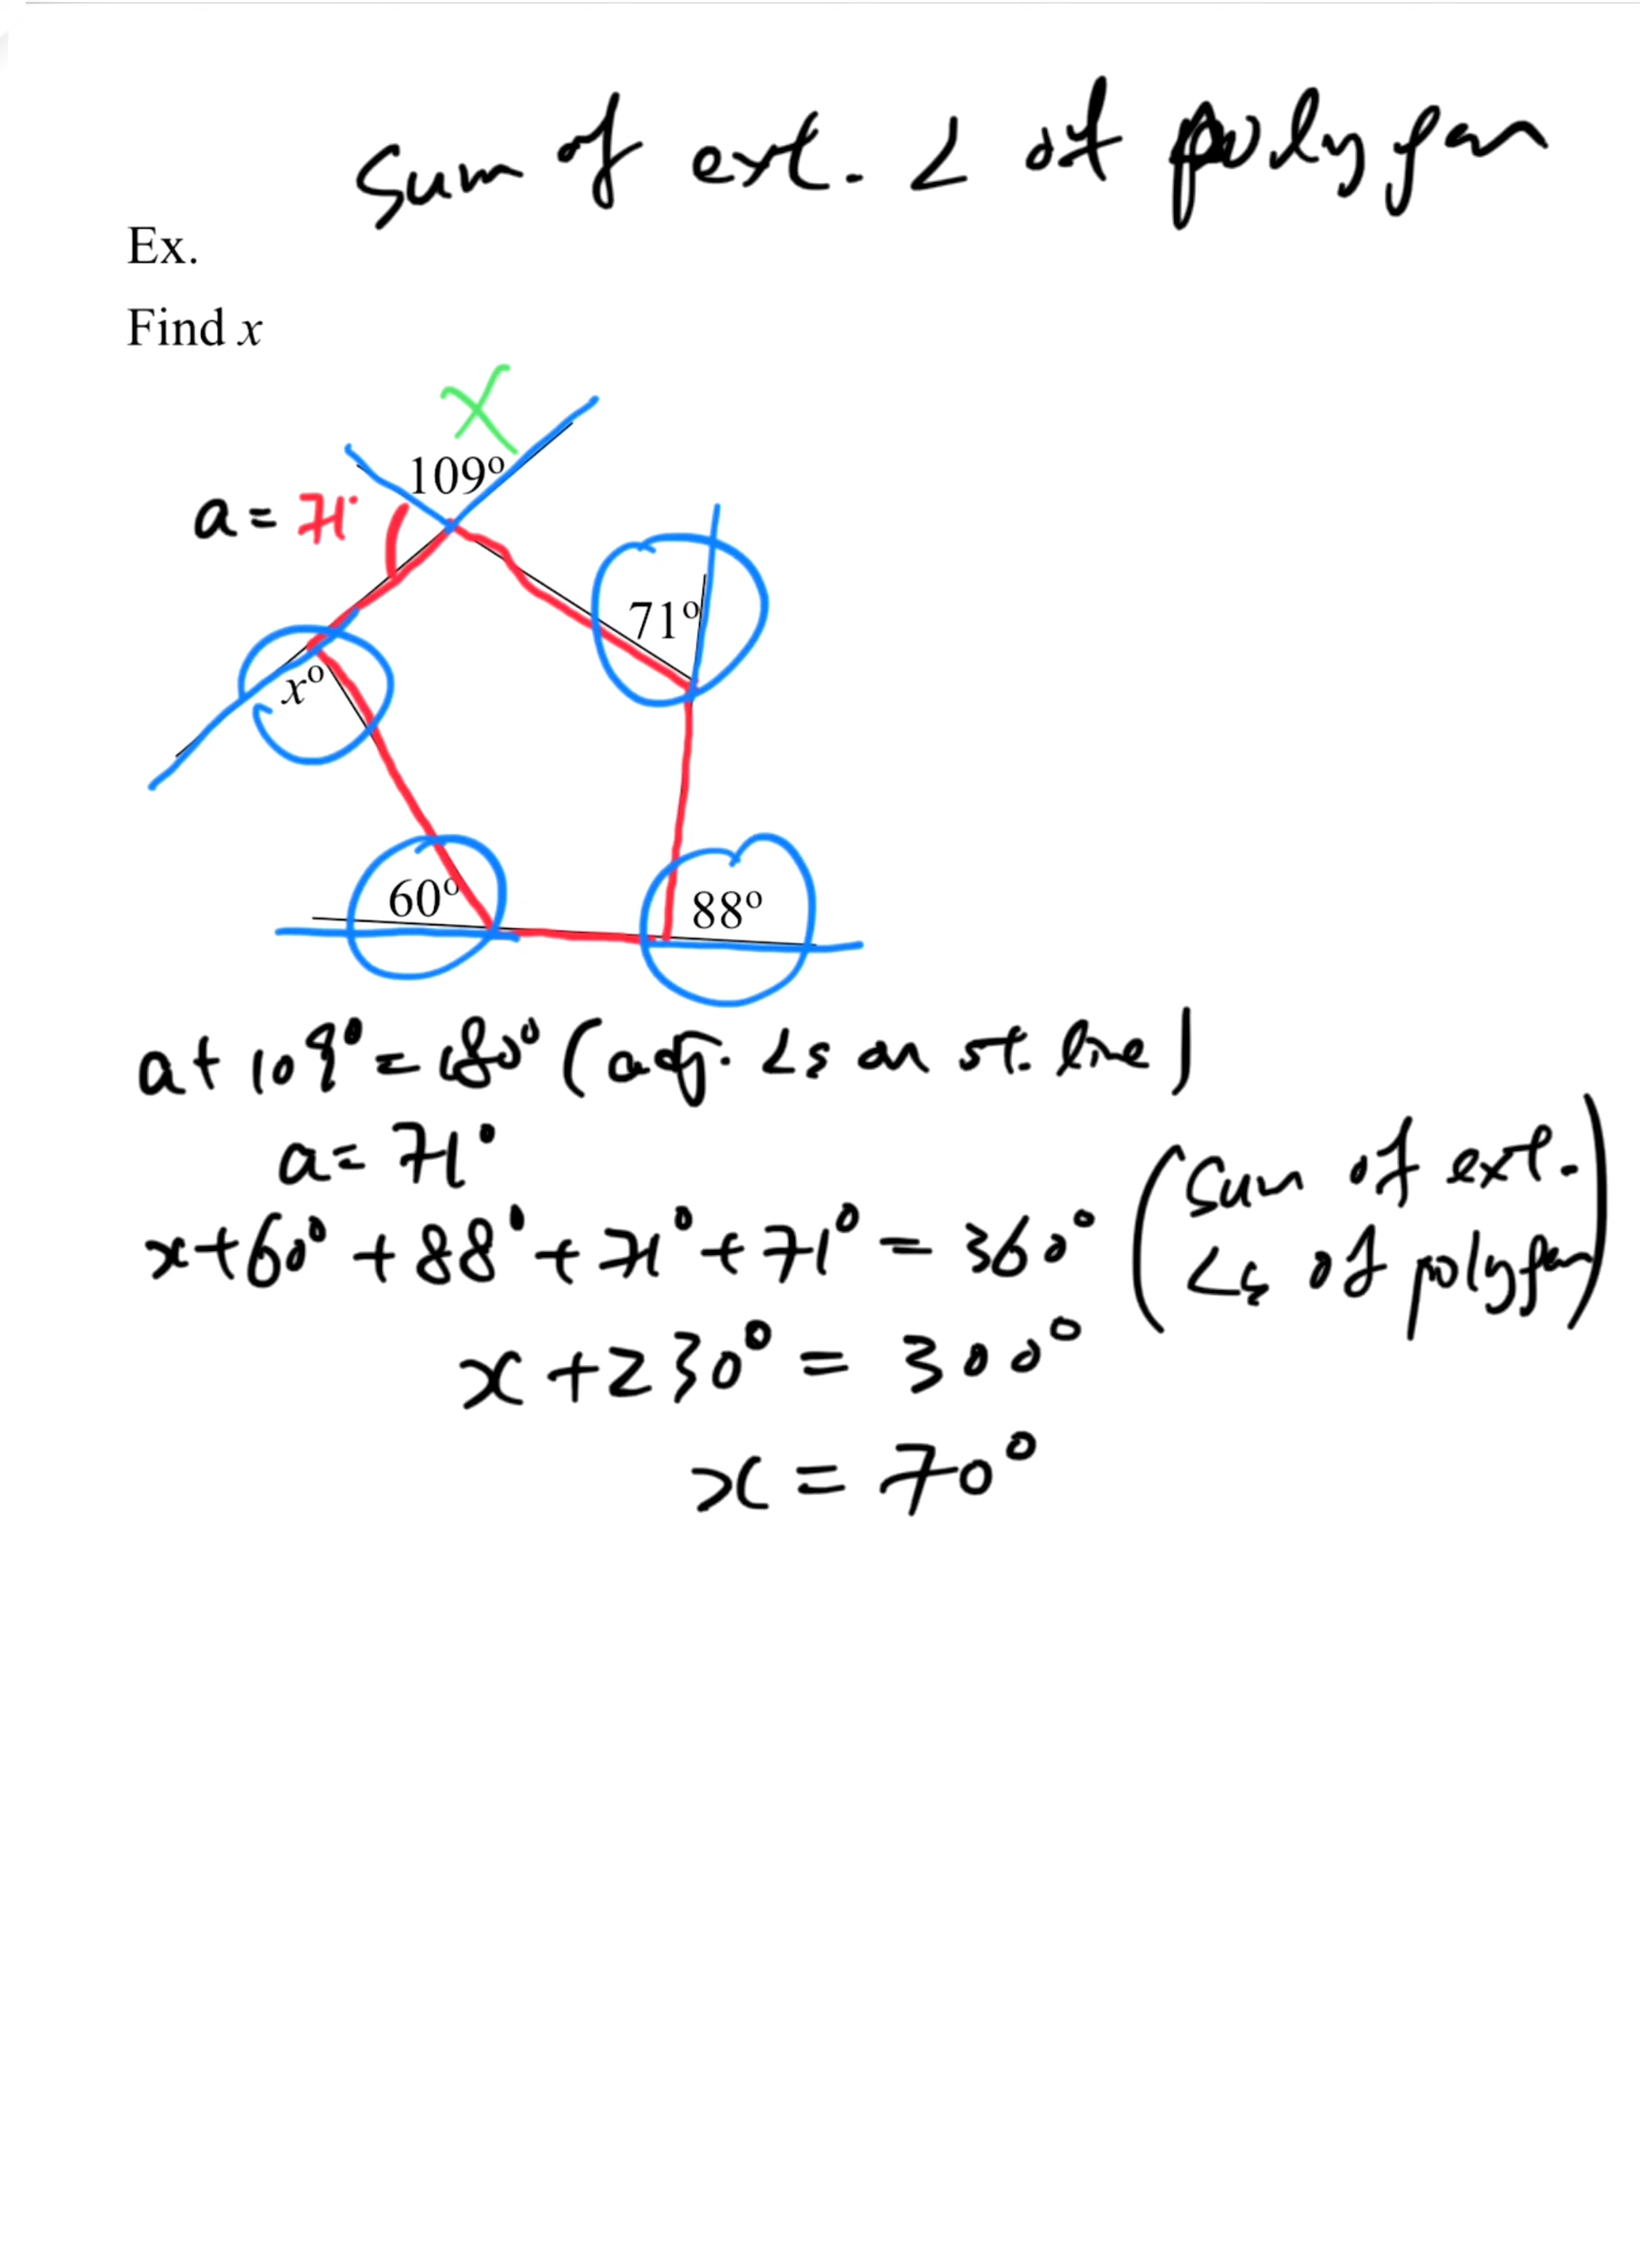 Sum of ext. ∠ of polygon
Ex.
Find x
X
109°
a = 71°
71°
x°
60°
88°
a + 109° = 180° (adj. ∠s on st. line)
a = 71°
x + 60° + 88° + 71° + 71° = 360° (sum of ext. ∠s of polygon)
x + 230° = 300°
x = 70°